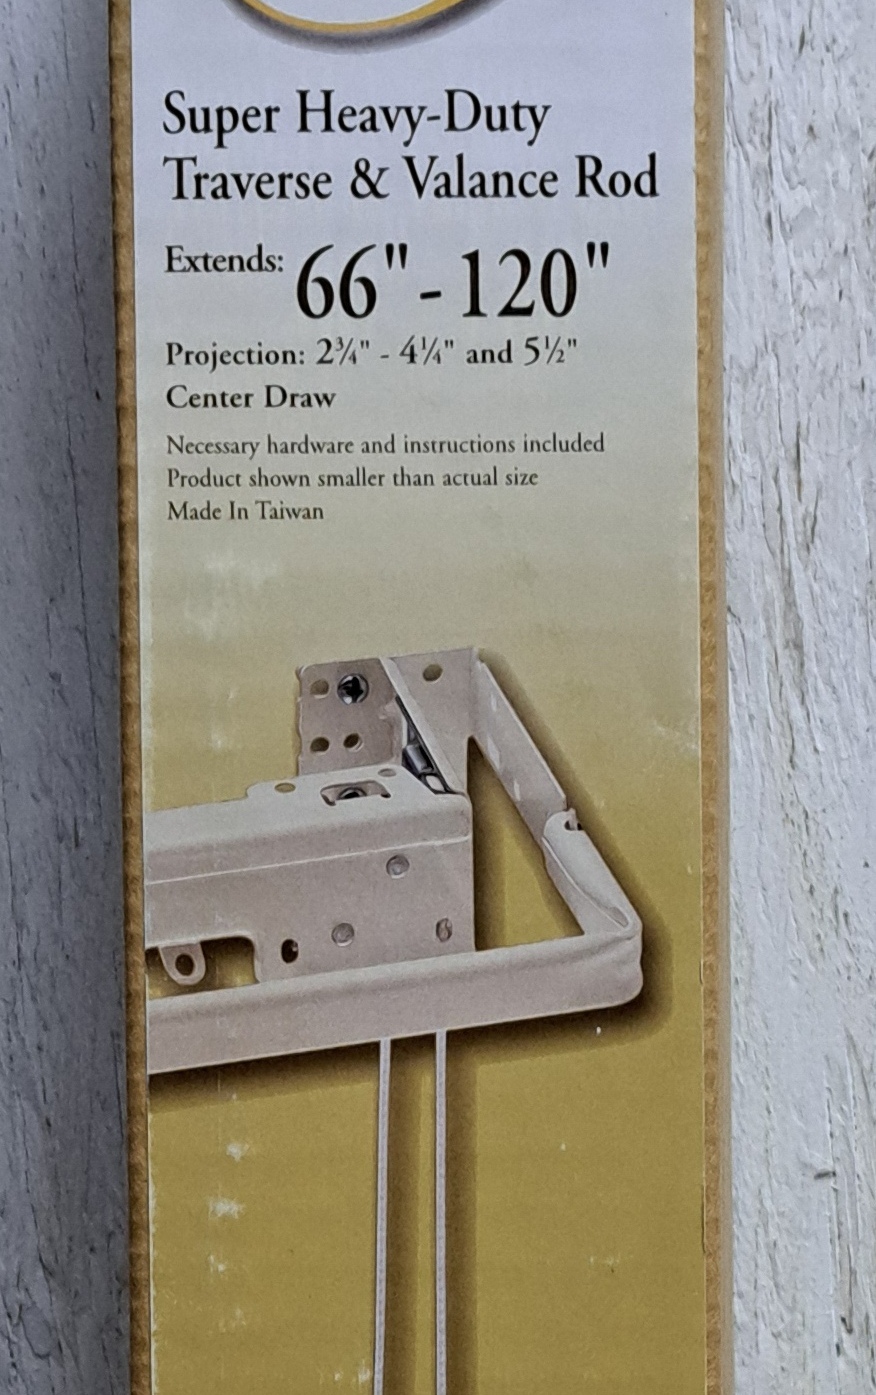 Super Heavy-Duty
Traverse & Valance Rod
Extends: 66" - 120"
Projection: 2¾" - 4¼" and 5½"
Center Draw
Necessary hardware and instructions included
Product shown smaller than actual size
Made In Taiwan